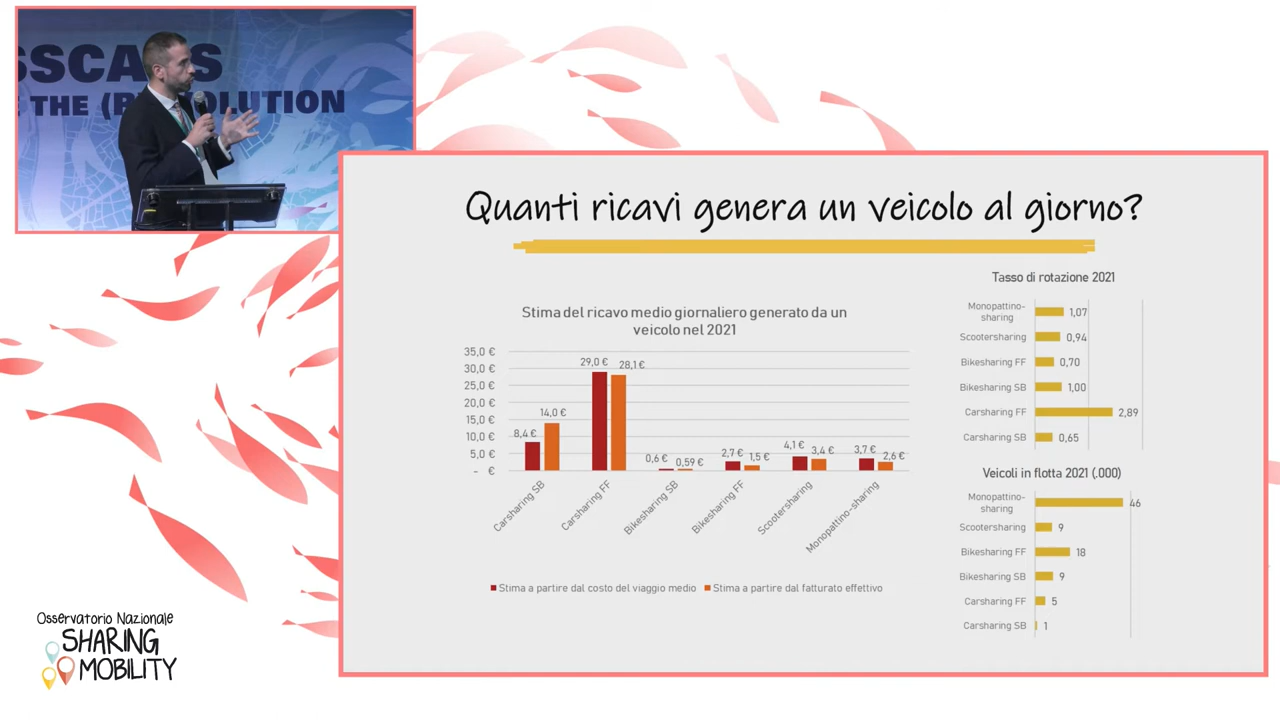 SSCA S
THE (R)EVOLUTION
Quanti ricavi genera un veicolo al giorno?
Stima del ricavo medio giornaliero generato da un
veicolo nel 2021
35,0 €
30,0 €
25,0 €
20,0 €
15,0 €
10,0 €
5,0 €
- €
8,4 €
14,0 €
29,0 €
28,1 €
0,6 €
0,59 €
2,7 €
1,5 €
4,1 €
3,4 €
3,7 €
2,6 €
Carsharing SB
Carsharing FF
Bikesharing SB
Bikesharing FF
Scootersharing
Monopattino-sharing
Stima a partire dal costo del viaggio medio
Stima a partire dal fatturato effettivo
Tasso di rotazione 2021
Monopattino-
sharing
1,07
Scootersharing
0,94
Bikesharing FF
0,70
Bikesharing SB
1,00
Carsharing FF
2,89
Carsharing SB
0,65
Veicoli in flotta 2021 (.000)
Monopattino-
sharing
46
Scootersharing
9
Bikesharing FF
18
Bikesharing SB
9
Carsharing FF
5
Carsharing SB
1
Osservatorio Nazionale
SHARING
MOBILITY